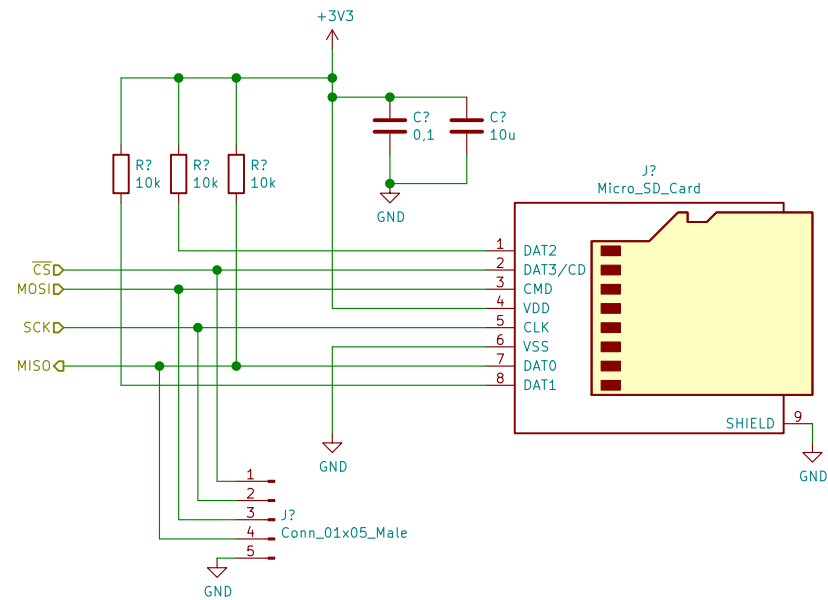 +3V3
C?
0,1
C?
10u
R?
10k
R?
10k
R?
10k
GND
J?
Micro_SD_Card
CS
MOSI
SCK
MISO
1
2
3
4
5
6
7
8
DAT2
DAT3/CD
CMD
VDD
CLK
VSS
DAT0
DAT1
SHIELD
9
GND
GND
1
2
3
4
5
J?
Conn_01x05_Male
GND